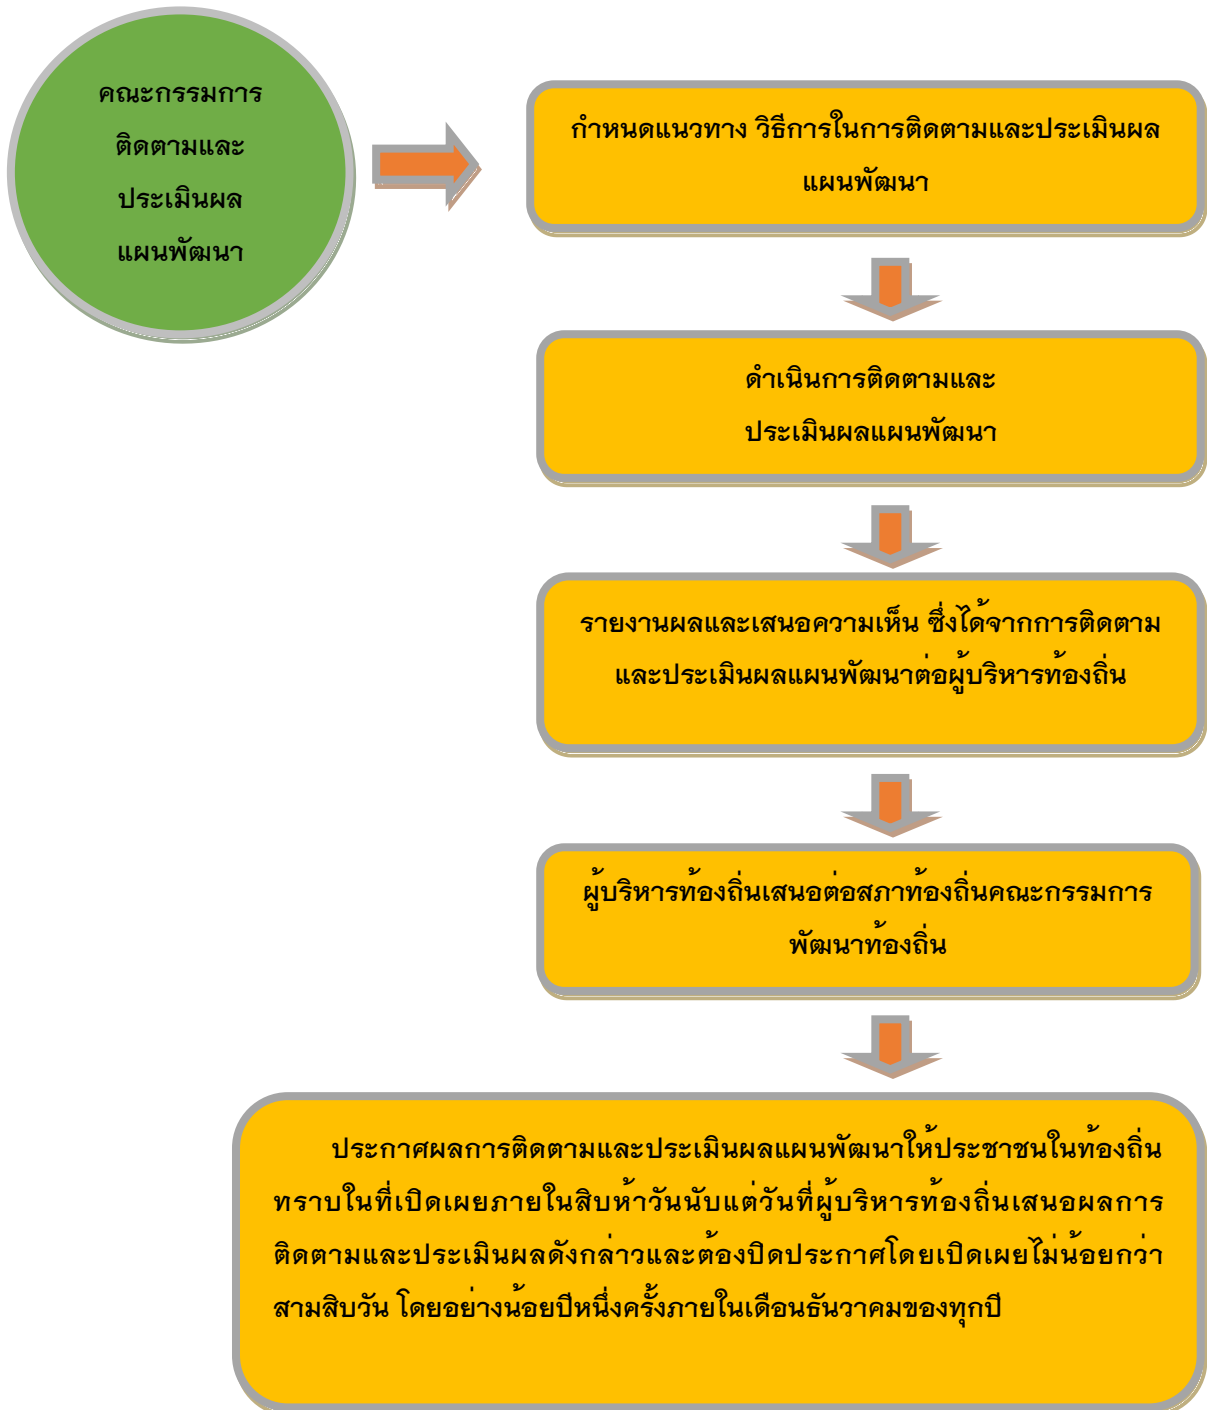 คณะกรรมการ
ติดตามและ
ประเมินผล
แผนพัฒนา
กำหนดแนวทาง วิธีการในการติดตามและประเมินผล
แผนพัฒนา
ดำเนินการติดตามและ
ประเมินผลแผนพัฒนา
รายงานผลและเสนอความเห็น ซึ่งได้จากการติดตาม
และประเมินผลแผนพัฒนาต่อผู้บริหารท้องถิ่น
ผู้บริหารท้องถิ่นเสนอต่อสภาท้องถิ่นคณะกรรมการ
พัฒนาท้องถิ่น
ประกาศผลการติดตามและประเมินผลแผนพัฒนาให้ประชาชนในท้องถิ่น
ทราบในที่เปิดเผยภายในสิบห้าวันนับแต่วันที่ผู้บริหารท้องถิ่นเสนอผลการ
ติดตามและประเมินผลดังกล่าวและต้องปิดประกาศโดยเปิดเผยไม่น้อยกว่า
สามสิบวัน โดยอย่างน้อยปีหนึ่งครั้งภายในเดือนธันวาคมของทุกปี